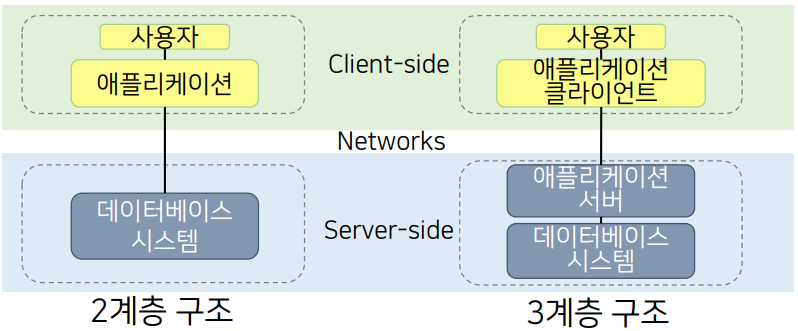 사용자
애플리케이션
데이터베이스
시스템
2계층 구조
Client-side
Networks
Server-side
사용자
애플리케이션
클라이언트
애플리케이션
서버
데이터베이스
시스템
3계층 구조